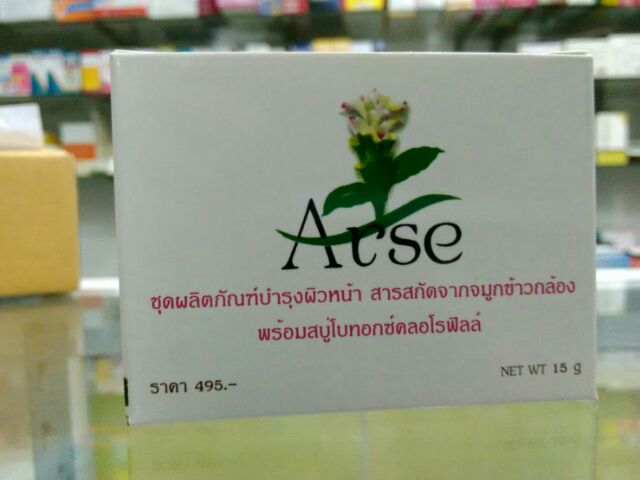 Arse
ชุดผลิตภัณฑ์บำรุงผิวหน้า สารสกัดจากจมูกข้าวกล้อง
พร้อมสบู่โบทอกซ์คลอโรฟิลล์
ราคา 495.-
NET WT 15 g